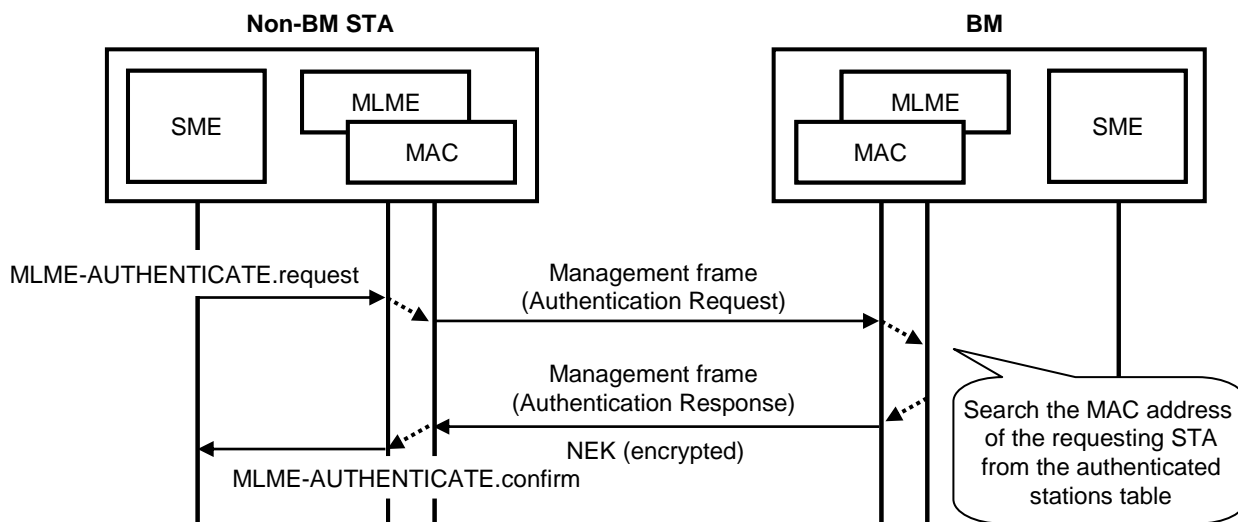 Non-BM STA
BM
SME
MLME
MAC
MLME
MAC
SME
MLME-AUTHENTICATE.request
Management frame
(Authentication Request)
Management frame
(Authentication Response)
NEK (encrypted)
MLME-AUTHENTICATE.confirm
Search the MAC address
of the requesting STA
from the authenticated
stations table